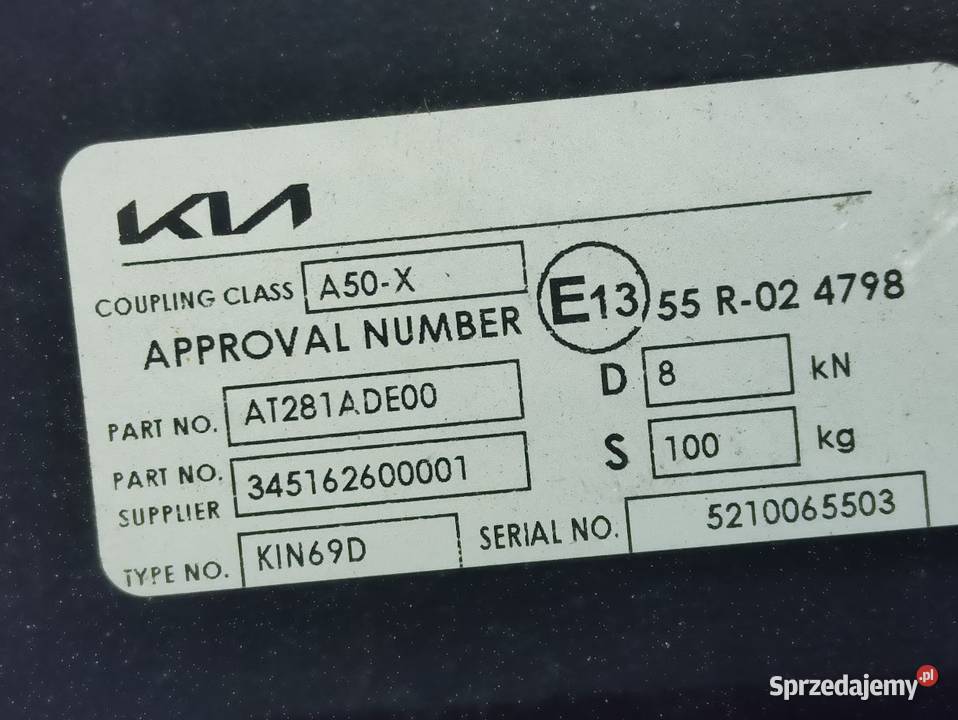 KIA
COUPLING CLASS A50-X
APPROVAL NUMBER E13 55 R-02 4798
PART NO. AT281ADE00 D 8 kN
PART NO. SUPPLIER 345162600001 S 100 kg
TYPE NO. KIN69D SERIAL NO. 5210065503
Sprzedajemy.pl